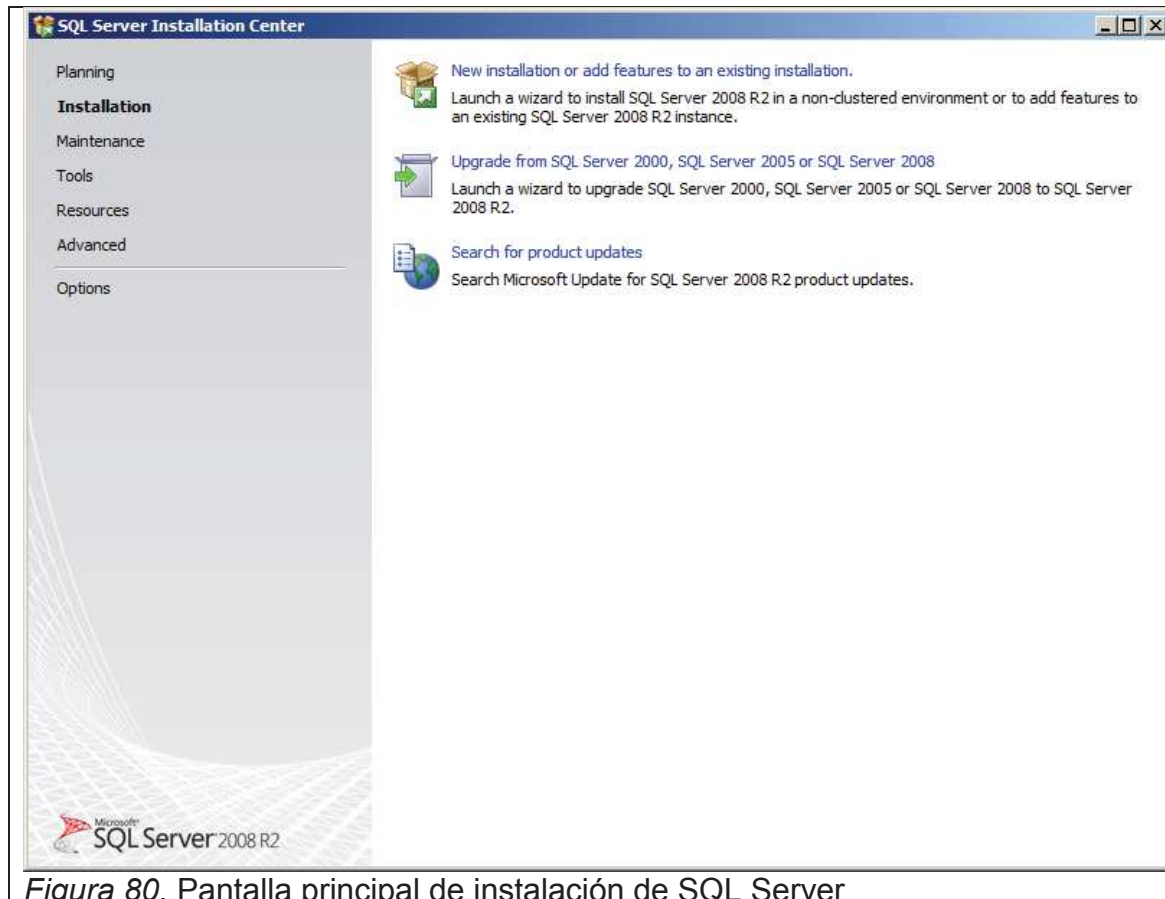 SQL Server Installation Center
Planning
Installation
Maintenance
Tools
Resources
Advanced
Options
New installation or add features to an existing installation.
Launch a wizard to install SQL Server 2008 R2 in a non-clustered environment or to add features to
an existing SQL Server 2008 R2 instance.
Upgrade from SQL Server 2000, SQL Server 2005 or SQL Server 2008
Launch a wizard to upgrade SQL Server 2000, SQL Server 2005 or SQL Server 2008 to SQL Server
2008 R2.
Search for product updates
Search Microsoft Update for SQL Server 2008 R2 product updates.
Microsoft®
SQL Server 2008 R2
Figura 80. Pantalla principal de instalación de SQL Server